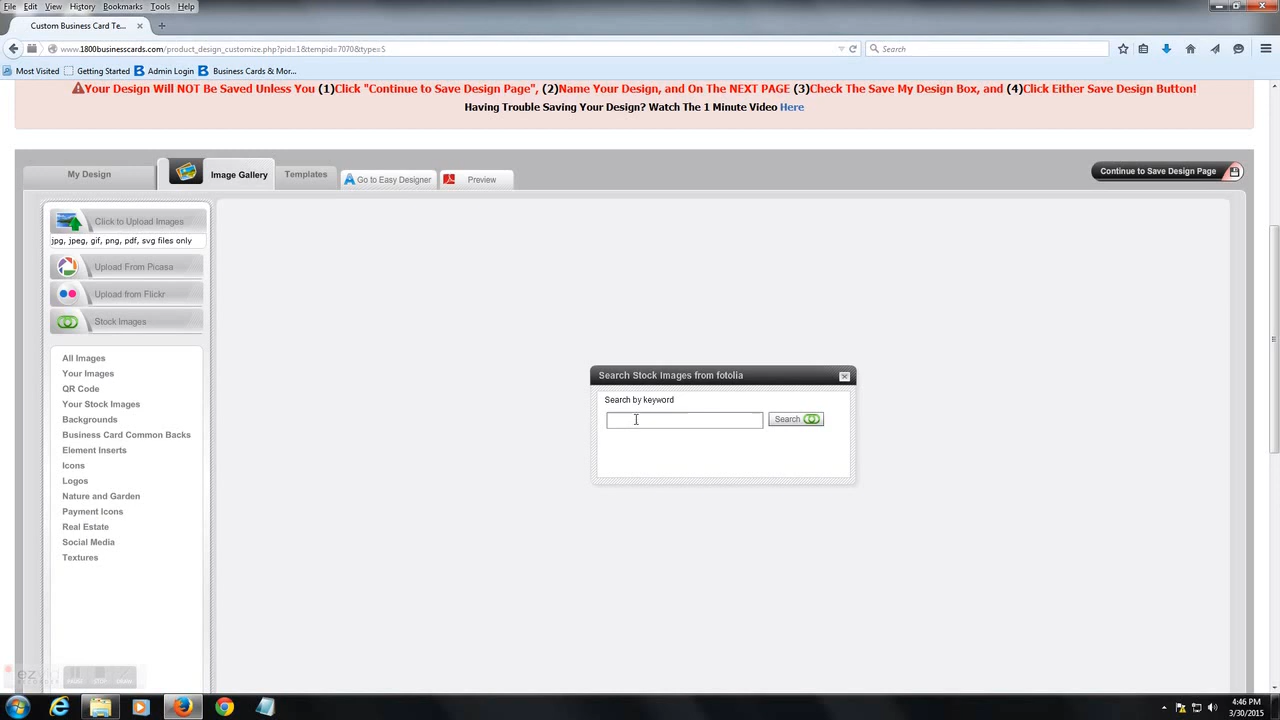 File Edit View History Bookmarks Tools Help
Custom Business Card Te...
www.1800businesscards.com/product_design_customize.php?pid=1&tempid=7070&type=S
Search
Most Visited Getting Started Admin Login Business Cards & Mor...
Your Design Will NOT Be Saved Unless You (1)Click "Continue to Save Design Page", (2)Name Your Design, and On The NEXT PAGE (3)Check The Save My Design Box, and (4)Click Either Save Design Button!
Having Trouble Saving Your Design? Watch The 1 Minute Video Here
My Design Image Gallery Templates Go to Easy Designer Preview Continue to Save Design Page
Click to Upload Images
jpg, jpeg, gif, png, pdf, svg files only
Upload From Picasa
Upload from Flickr
Stock Images
All Images
Your Images
QR Code
Your Stock Images
Backgrounds
Business Card Common Backs
Element Inserts
Icons
Logos
Nature and Garden
Payment Icons
Real Estate
Social Media
Textures
Search Stock Images from fotolia
Search by keyword
Search
4:46 PM
3/30/2015